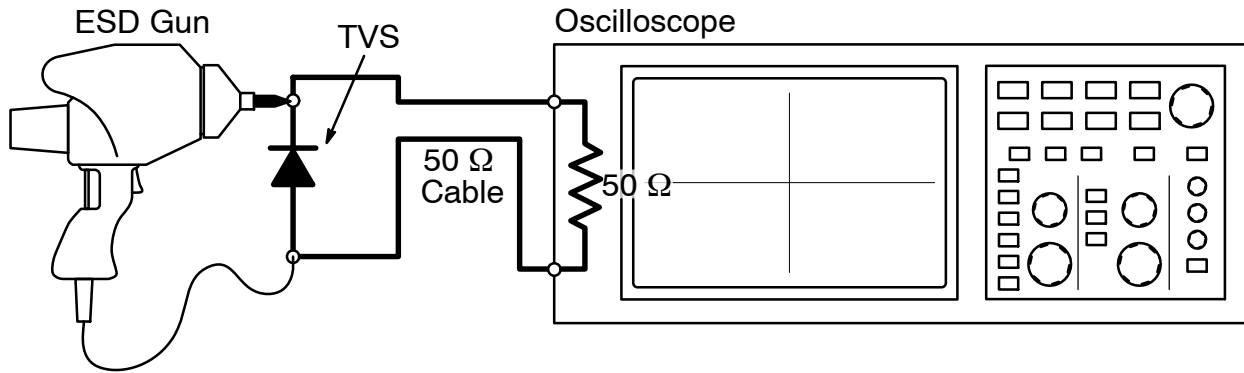 ESD Gun
TVS
Oscilloscope
50 Ω
Cable
50 Ω